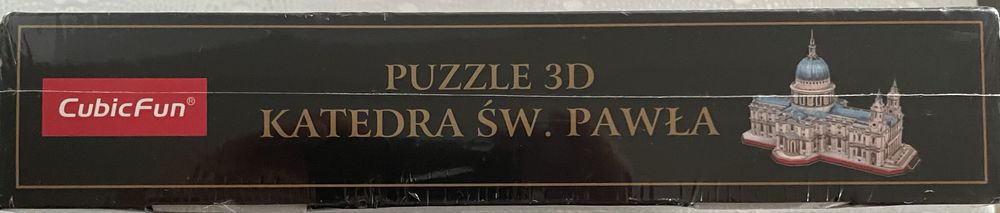 CubicFun®
PUZZLE 3D
KATEDRA ŚW. PAWŁA